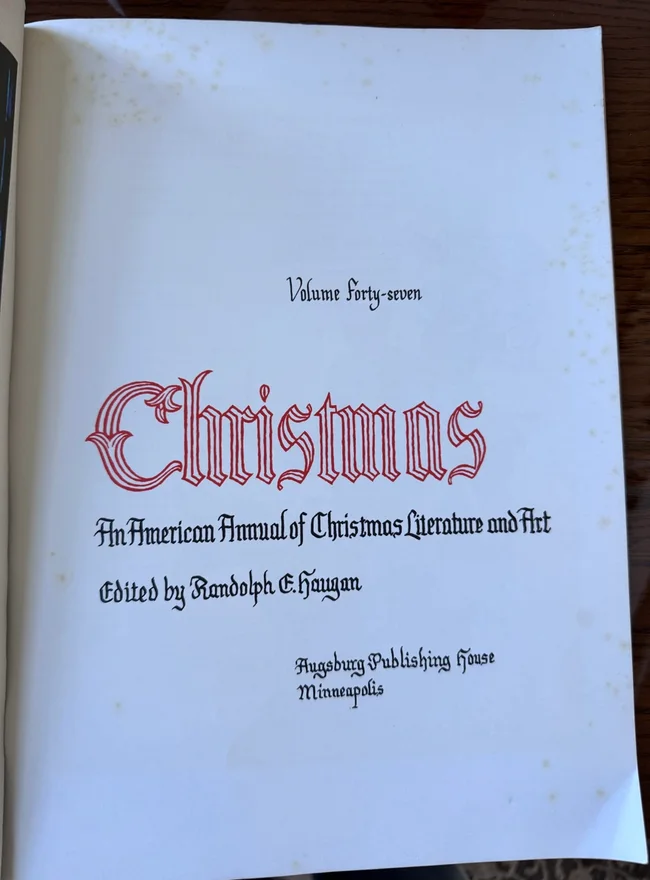 Volume Forty-seven
Christmas
An American Annual of Christmas Literature and Art
Edited by Randolph E. Haugan
Augsburg Publishing House
Minneapolis